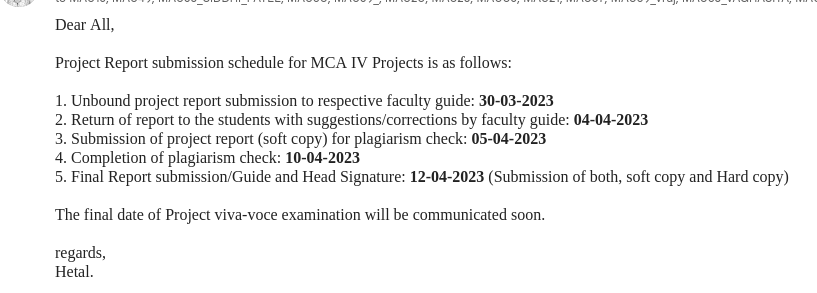 Dear All,
Project Report submission schedule for MCA IV Projects is as follows:
1. Unbound project report submission to respective faculty guide: 30-03-2023
2. Return of report to the students with suggestions/corrections by faculty guide: 04-04-2023
3. Submission of project report (soft copy) for plagiarism check: 05-04-2023
4. Completion of plagiarism check: 10-04-2023
5. Final Report submission/Guide and Head Signature: 12-04-2023 (Submission of both, soft copy and Hard copy)
The final date of Project viva-voce examination will be communicated soon.
regards,
Hetal.